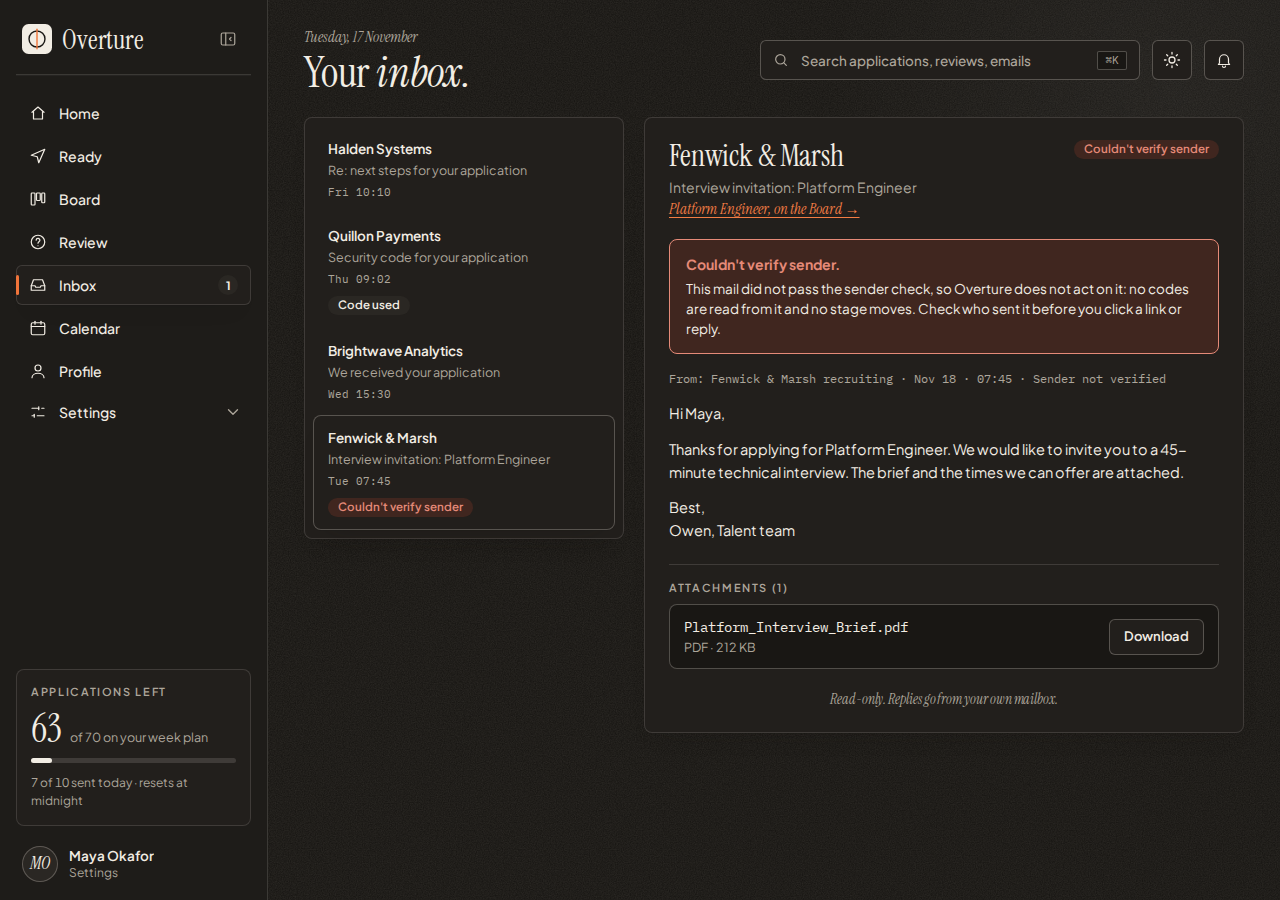 Overture
Home
Ready
Board
Review
Inbox 1
Calendar
Profile
Settings
APPLICATIONS LEFT
63 of 70 on your week plan
7 of 10 sent today · resets at
midnight
MO
Maya Okafor
Settings
Tuesday, 17 November
Your inbox.
Search applications, reviews, emails ⌘K
Halden Systems
Re: next steps for your application
Fri 10:10
Quillon Payments
Security code for your application
Thu 09:02
Code used
Brightwave Analytics
We received your application
Wed 15:30
Fenwick & Marsh
Interview invitation: Platform Engineer
Tue 07:45
Couldn't verify sender
Fenwick & Marsh
Couldn't verify sender
Interview invitation: Platform Engineer
Platform Engineer, on the Board →
Couldn't verify sender.
This mail did not pass the sender check, so Overture does not act on it: no codes
are read from it and no stage moves. Check who sent it before you click a link or
reply.
From: Fenwick & Marsh recruiting · Nov 18 · 07:45 · Sender not verified
Hi Maya,
Thanks for applying for Platform Engineer. We would like to invite you to a 45-
minute technical interview. The brief and the times we can offer are attached.
Best,
Owen, Talent team
ATTACHMENTS (1)
Platform_Interview_Brief.pdf
PDF · 212 KB
Download
Read-only. Replies go from your own mailbox.